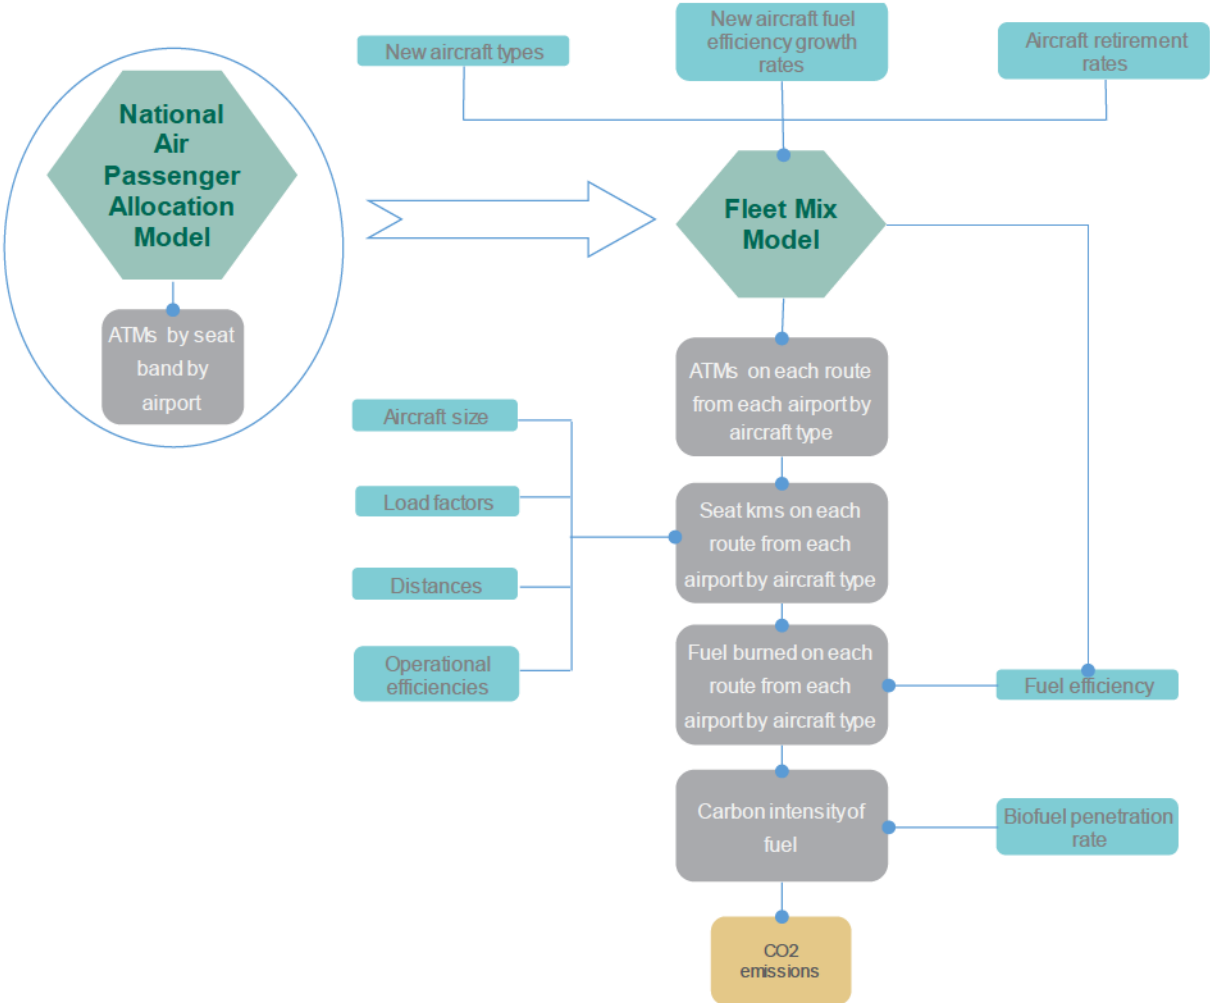 New aircraft types
New aircraft fuel
efficiency growth
rates
Aircraft retirement
rates
National
Air
Passenger
Allocation
Model
Fleet Mix
Model
ATMs by seat
band by
airport
ATMs on each route
from each airport by
aircraft type
Aircraft size
Load factors
Distances
Operational
efficiencies
Seat kms on each
route from each
airport by aircraft type
Fuel burned on each
route from each
airport by aircraft type
Fuel efficiency
Carbon intensity of
fuel
Biofuel penetration
rate
CO2
emissions